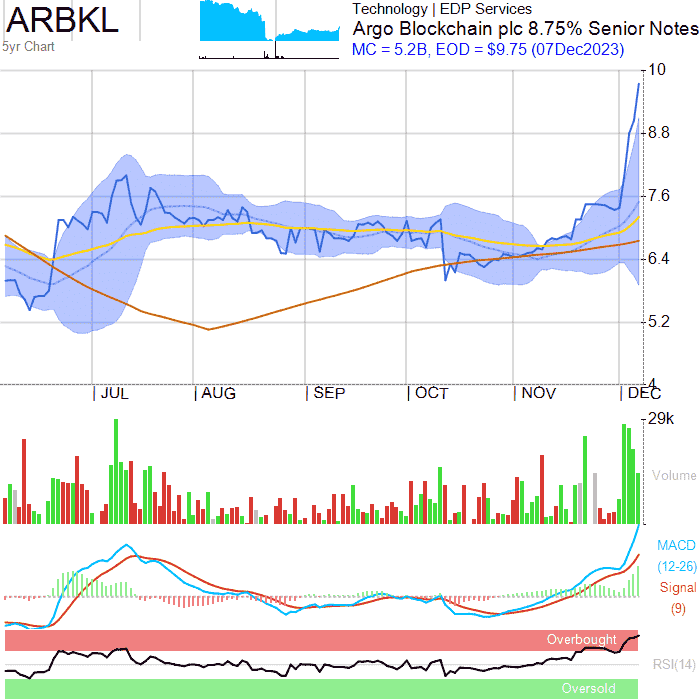 ARBKL
5yr Chart
Technology | EDP Services
Argo Blockchain plc 8.75% Senior Notes
MC = 5.2B, EOD = $9.75 (07Dec2023)
10
8.8
7.6
6.4
5.2
4
JUL AUG SEP OCT NOV DEC
29k
Volume
MACD
(12-26)
Signal
(9)
Overbought
RSI(14)
Oversold